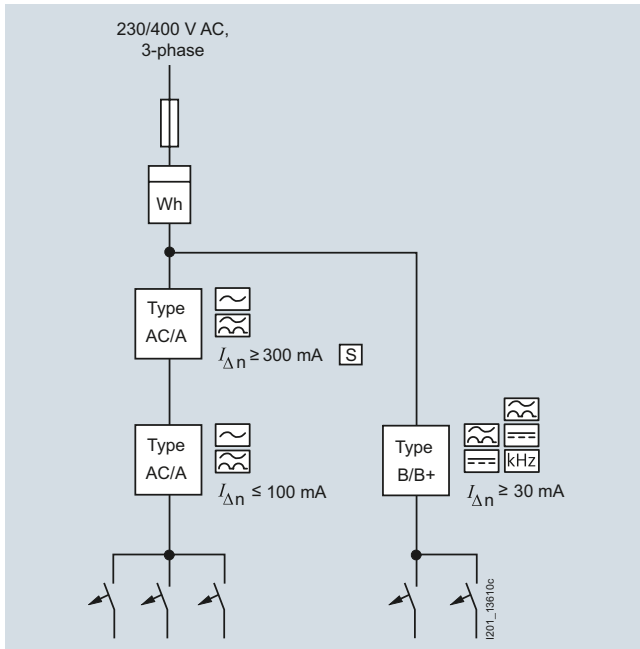 230/400 V AC,
3-phase
Wh
Type
AC/A
IΔn ≥ 300 mA S
Type
AC/A
IΔn ≤ 100 mA
Type
B/B+
kHz
IΔn ≥ 30 mA
I201_13610c